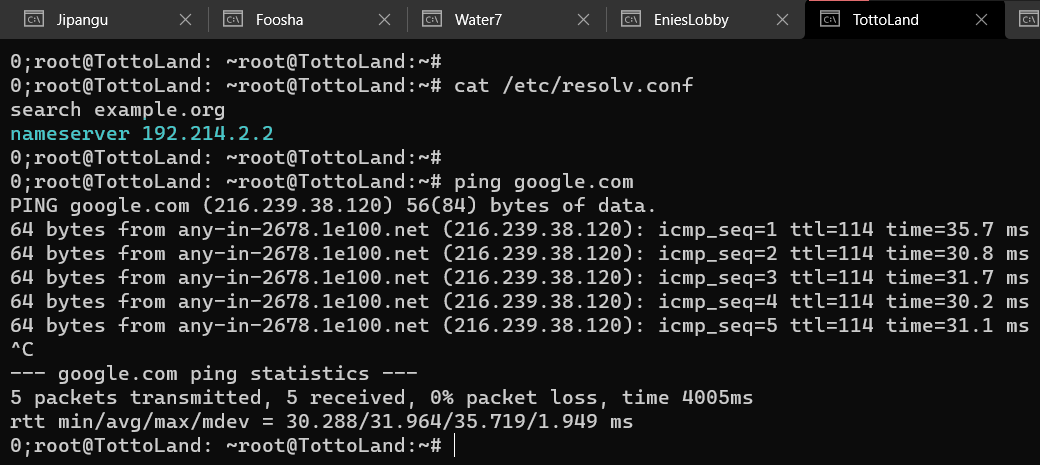 Jipangu Foosha Water7 EniesLobby TottoLand
0;root@TottoLand: ~root@TottoLand:~#
0;root@TottoLand: ~root@TottoLand:~# cat /etc/resolv.conf
search example.org
nameserver 192.214.2.2
0;root@TottoLand: ~root@TottoLand:~#
0;root@TottoLand: ~root@TottoLand:~# ping google.com
PING google.com (216.239.38.120) 56(84) bytes of data.
64 bytes from any-in-2678.1e100.net (216.239.38.120): icmp_seq=1 ttl=114 time=35.7 ms
64 bytes from any-in-2678.1e100.net (216.239.38.120): icmp_seq=2 ttl=114 time=30.8 ms
64 bytes from any-in-2678.1e100.net (216.239.38.120): icmp_seq=3 ttl=114 time=31.7 ms
64 bytes from any-in-2678.1e100.net (216.239.38.120): icmp_seq=4 ttl=114 time=30.2 ms
64 bytes from any-in-2678.1e100.net (216.239.38.120): icmp_seq=5 ttl=114 time=31.1 ms
^C
--- google.com ping statistics ---
5 packets transmitted, 5 received, 0% packet loss, time 4005ms
rtt min/avg/max/mdev = 30.288/31.964/35.719/1.949 ms
0;root@TottoLand: ~root@TottoLand:~#